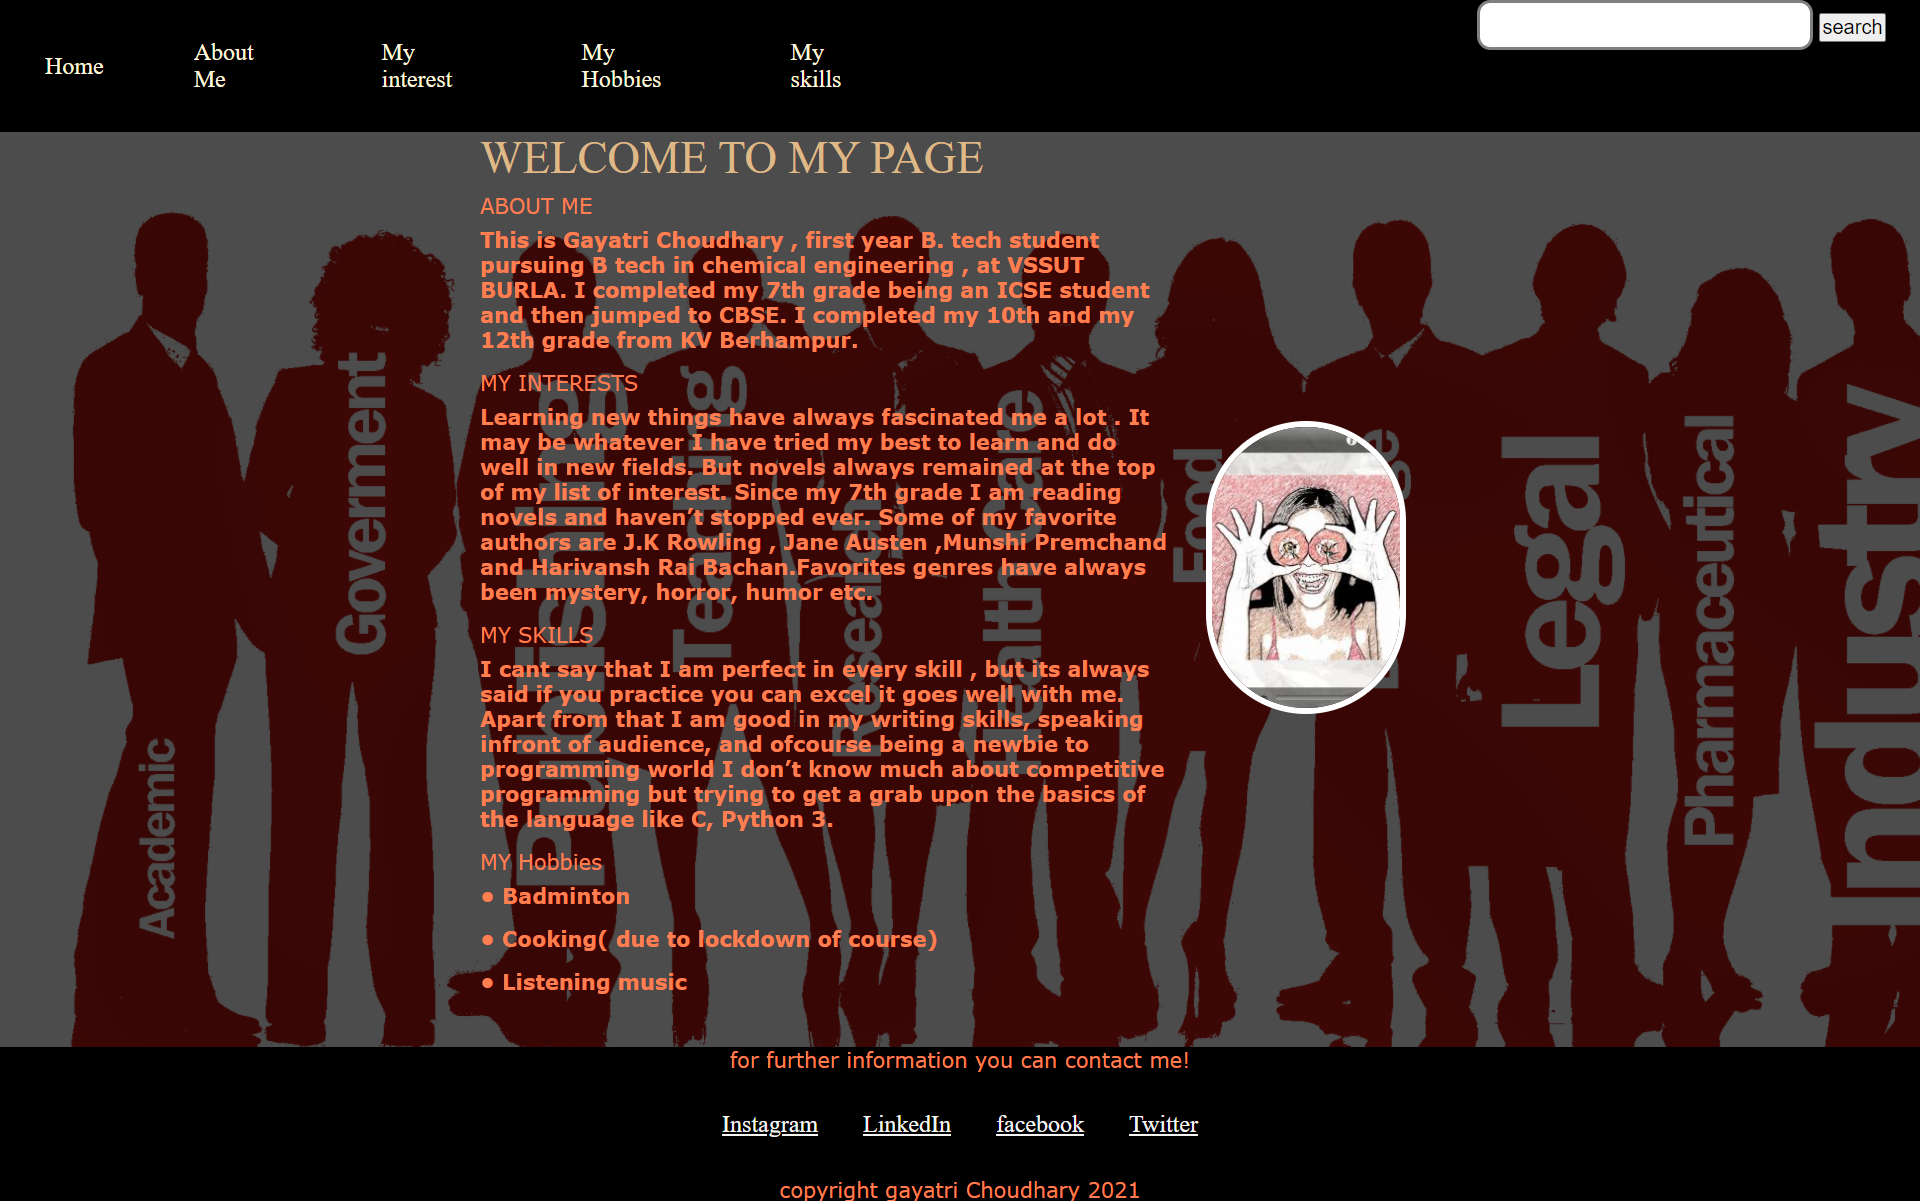 Home
About
Me
My
interest
My
Hobbies
My
skills
search
WELCOME TO MY PAGE
ABOUT ME
This is Gayatri Choudhary , first year B. tech student
pursuing B tech in chemical engineering , at VSSUT
BURLA. I completed my 7th grade being an ICSE student
and then jumped to CBSE. I completed my 10th and my
12th grade from KV Berhampur.
MY INTERESTS
Learning new things have always fascinated me a lot . It
may be whatever I have tried my best to learn and do
well in new fields. But novels always remained at the top
of my list of interest. Since my 7th grade I am reading
novels and haven’t stopped ever. Some of my favorite
authors are J.K Rowling , Jane Austen ,Munshi Premchand
and Harivansh Rai Bachan.Favorites genres have always
been mystery, horror, humor etc.
MY SKILLS
I cant say that I am perfect in every skill , but its always
said if you practice you can excel it goes well with me.
Apart from that I am good in my writing skills, speaking
infront of audience, and ofcourse being a newbie to
programming world I don’t know much about competitive
programming but trying to get a grab upon the basics of
the language like C, Python 3.
MY Hobbies
• Badminton
• Cooking( due to lockdown of course)
• Listening music
Academic
Government
Publishing
Teaching
Research
Health Care
Food
Legal
Pharmaceutical
Industry
for further information you can contact me!
Instagram LinkedIn facebook Twitter
copyright gayatri Choudhary 2021